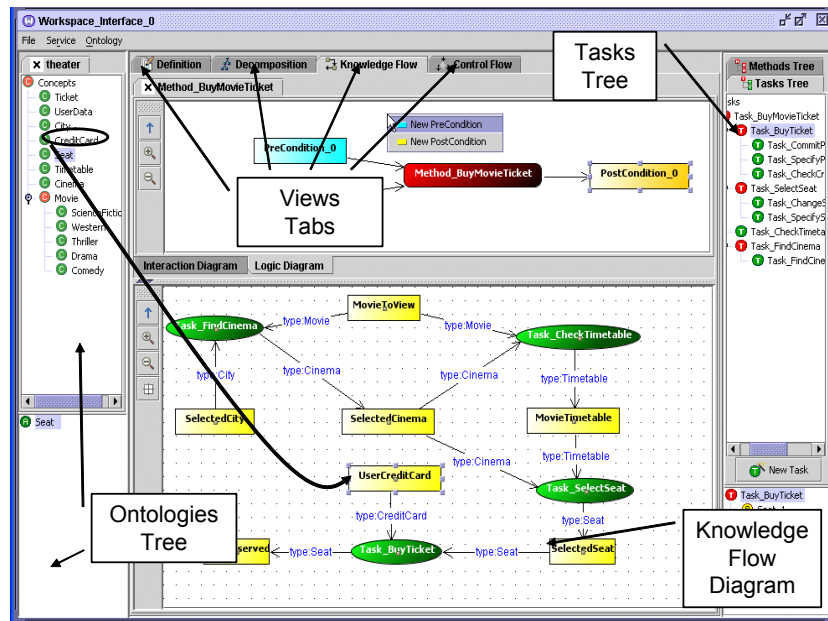 Workspace_Interface_0
File Service Ontology
theater
Concepts
Ticket
UserData
City
CreditCard
Seat
Timetable
Cinema
Movie
ScienceFictic
Western
Thriller
Drama
Comedy
Seat
Ontologies
Tree
Definition Decomposition Knowledge Flow Control Flow
Method_BuyMovieTicket
PreCondition_0
New PreCondition
New PostCondition
Method_BuyMovieTicket
PostCondition_0
Views
Tabs
Interaction Diagram Logic Diagram
MovieToView
Task_FindCinema
type:Movie
type:Movie
Task_CheckTimetable
type:City
type:Cinema
type:Cinema
type:Timetable
SelectedCity
SelectedCinema
MovieTimetable
type:Cinema
type:Timetable
UserCreditCard
Task_SelectSeat
type:CreditCard
type:Seat
erved
type:Seat
Task_BuyTicket
type:Seat
SelectedSeat
Knowledge
Flow
Diagram
Tasks
Tree
Methods Tree
Tasks Tree
sks
Task_BuyMovieTicket
Task_BuyTicket
Task_CommitP
Task_SpecifyP
Task_CheckCr
Task_SelectSeat
Task_ChangeS
Task_SpecifyS
Task_CheckTimeta
Task_FindCinema
Task_FindCine
New Task
Task_BuyTicket